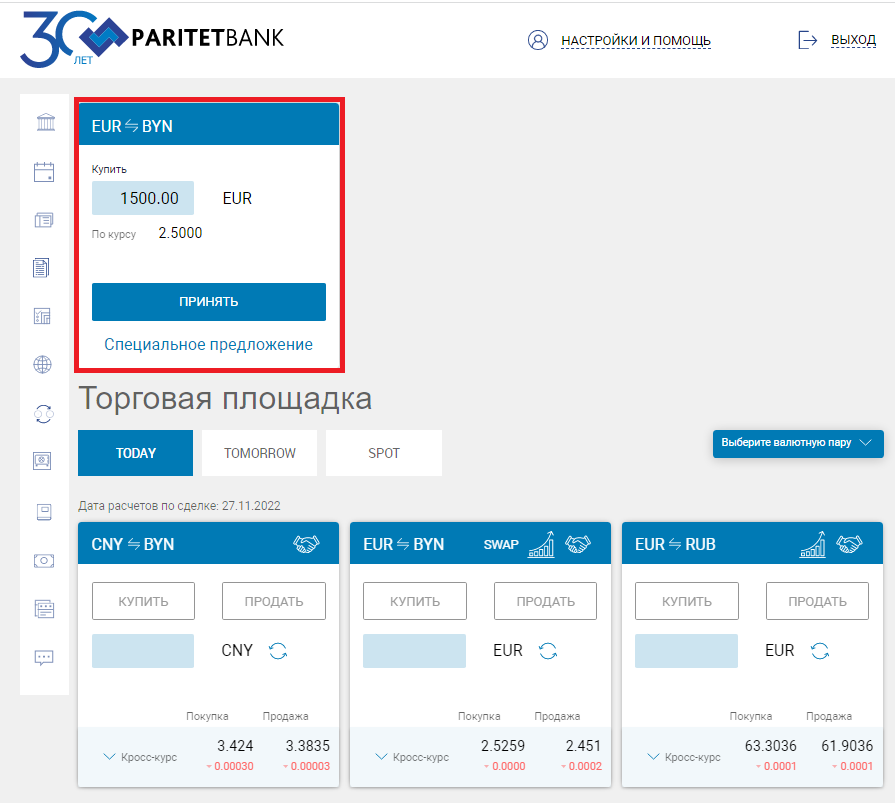 30 ЛЕТ PARITETBANK
НАСТРОЙКИ И ПОМОЩЬ
ВЫХОД
EUR ⇋ BYN
Купить
1500.00 EUR
По курсу 2.5000
ПРИНЯТЬ
Специальное предложение
Торговая площадка
TODAY TOMORROW SPOT
Выберите валютную пару
Дата расчетов по сделке: 27.11.2022
CNY ⇋ BYN
КУПИТЬ ПРОДАТЬ
CNY
Покупка Продажа
Кросс-курс 3.424 3.3835
0.00030 0.00003
EUR ⇋ BYN SWAP
КУПИТЬ ПРОДАТЬ
EUR
Покупка Продажа
Кросс-курс 2.5259 2.451
0.0000 0.0002
EUR ⇋ RUB
КУПИТЬ ПРОДАТЬ
EUR
Покупка Продажа
Кросс-курс 63.3036 61.9036
0.0001 0.0001